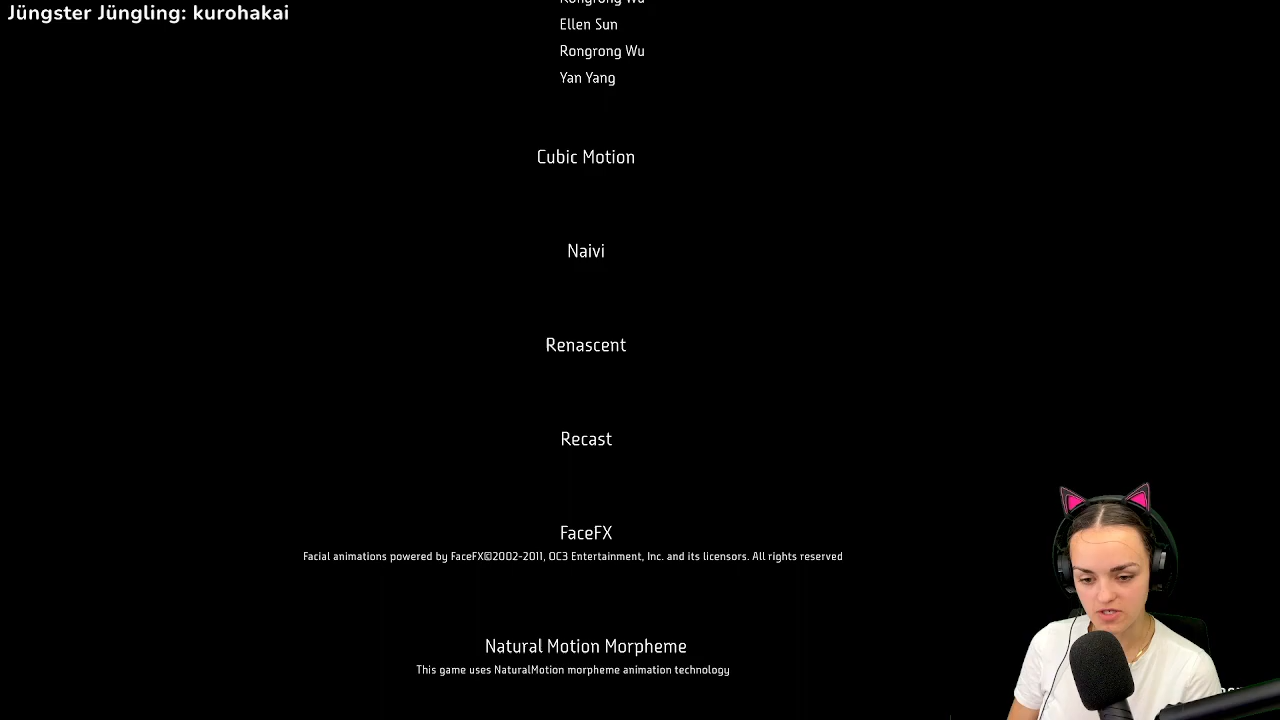 Jüngster Jüngling: kurohakai
Ellen Sun
Rongrong Wu
Yan Yang
Cubic Motion
Naivi
Renascent
Recast
FaceFX
Facial animations powered by FaceFX©2002-2011, OC3 Entertainment, Inc. and its licensors. All rights reserved
Natural Motion Morpheme
This game uses NaturalMotion morpheme animation technology